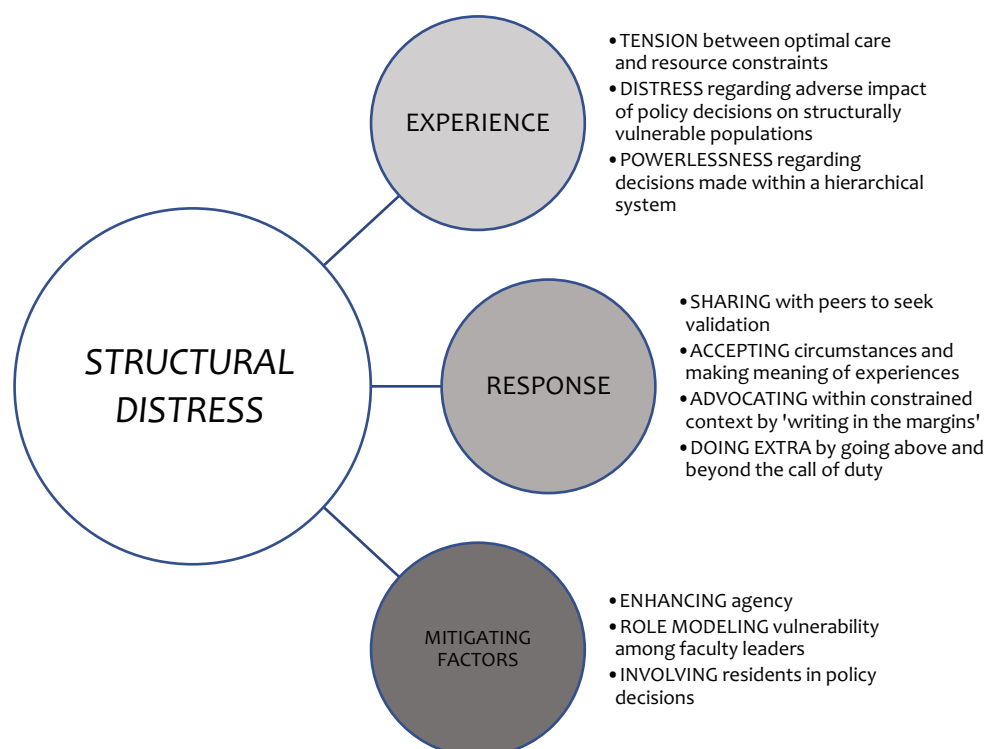 STRUCTURAL
DISTRESS
EXPERIENCE
•TENSION between optimal care
and resource constraints
•DISTRESS regarding adverse impact
of policy decisions on structurally
vulnerable populations
•POWERLESSNESS regarding
decisions made within a hierarchical
system
RESPONSE
•SHARING with peers to seek
validation
•ACCEPTING circumstances and
making meaning of experiences
•ADVOCATING within constrained
context by 'writing in the margins'
•DOING EXTRA by going above and
beyond the call of duty
MITIGATING
FACTORS
•ENHANCING agency
•ROLE MODELING vulnerability
among faculty leaders
•INVOLVING residents in policy
decisions